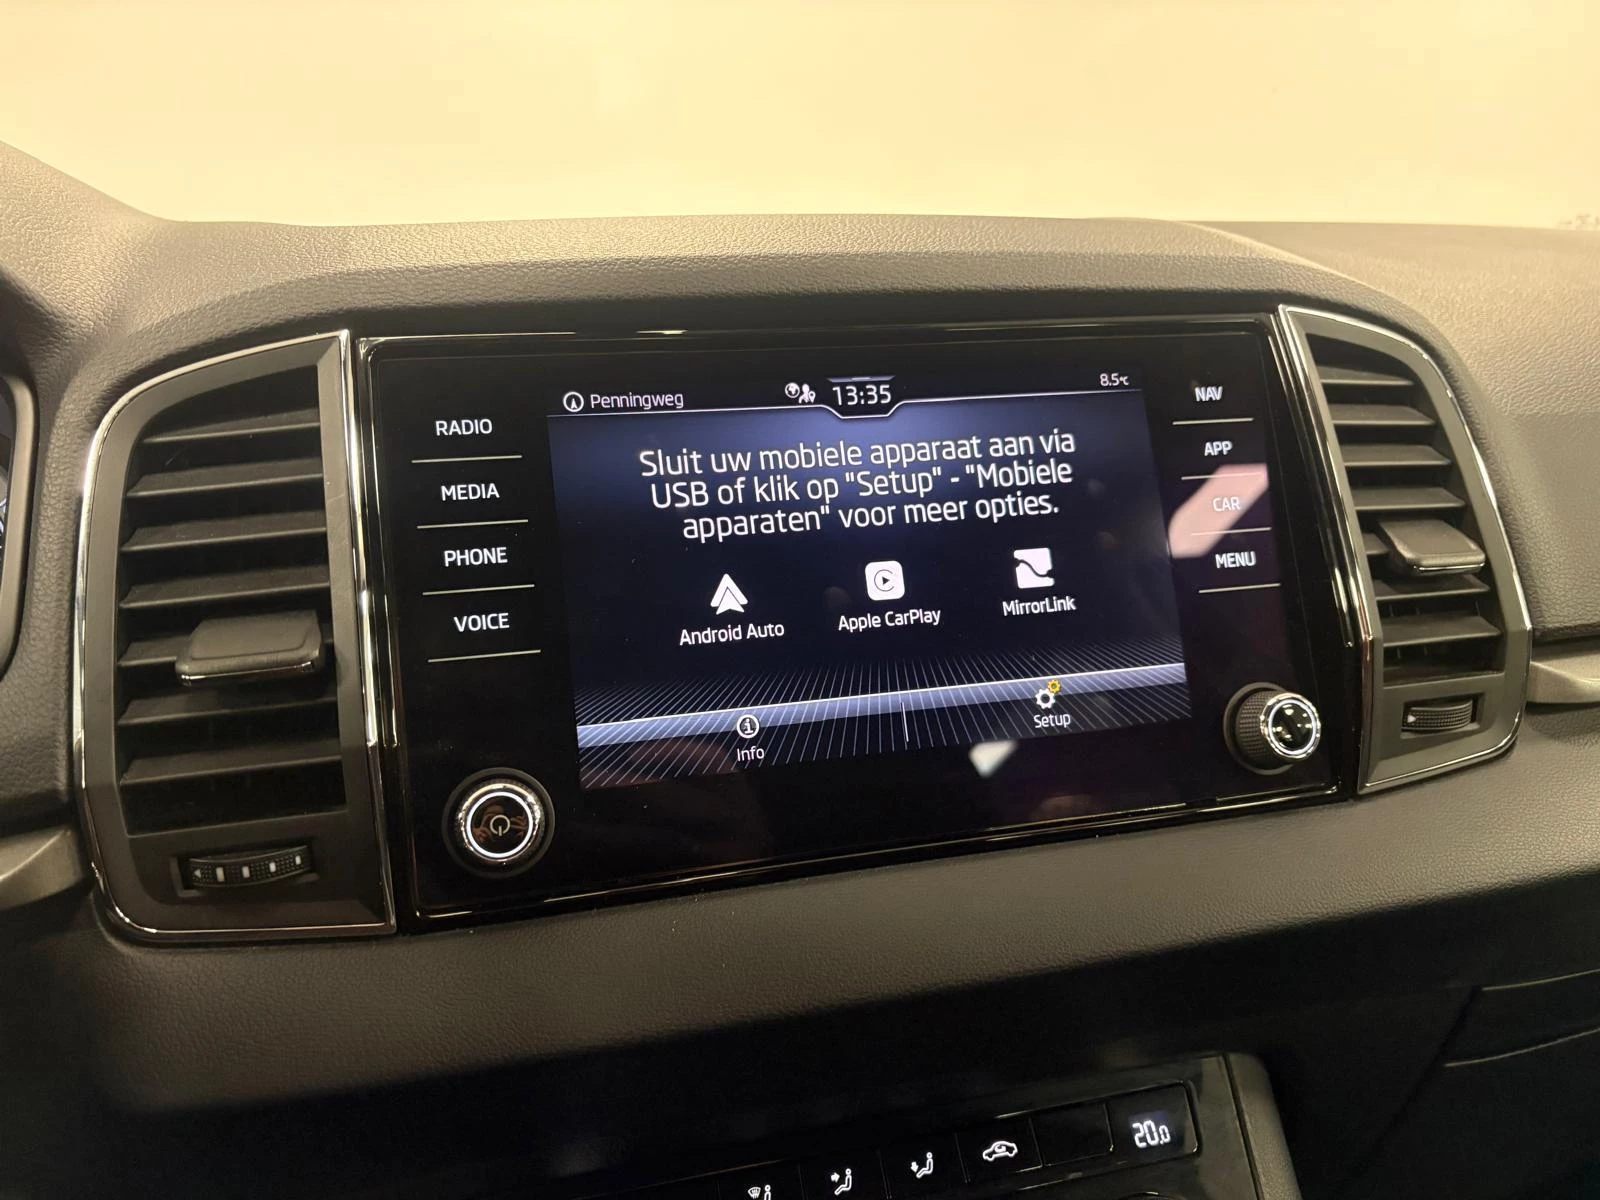 Penningweg
13:35
8.5°C
RADIO
MEDIA
PHONE
VOICE
Sluit uw mobiele apparaat aan via
USB of klik op "Setup" - "Mobiele
apparaten" voor meer opties.
Android Auto
Apple CarPlay
MirrorLink
Info
Setup
NAV
APP
CAR
MENU
20.0